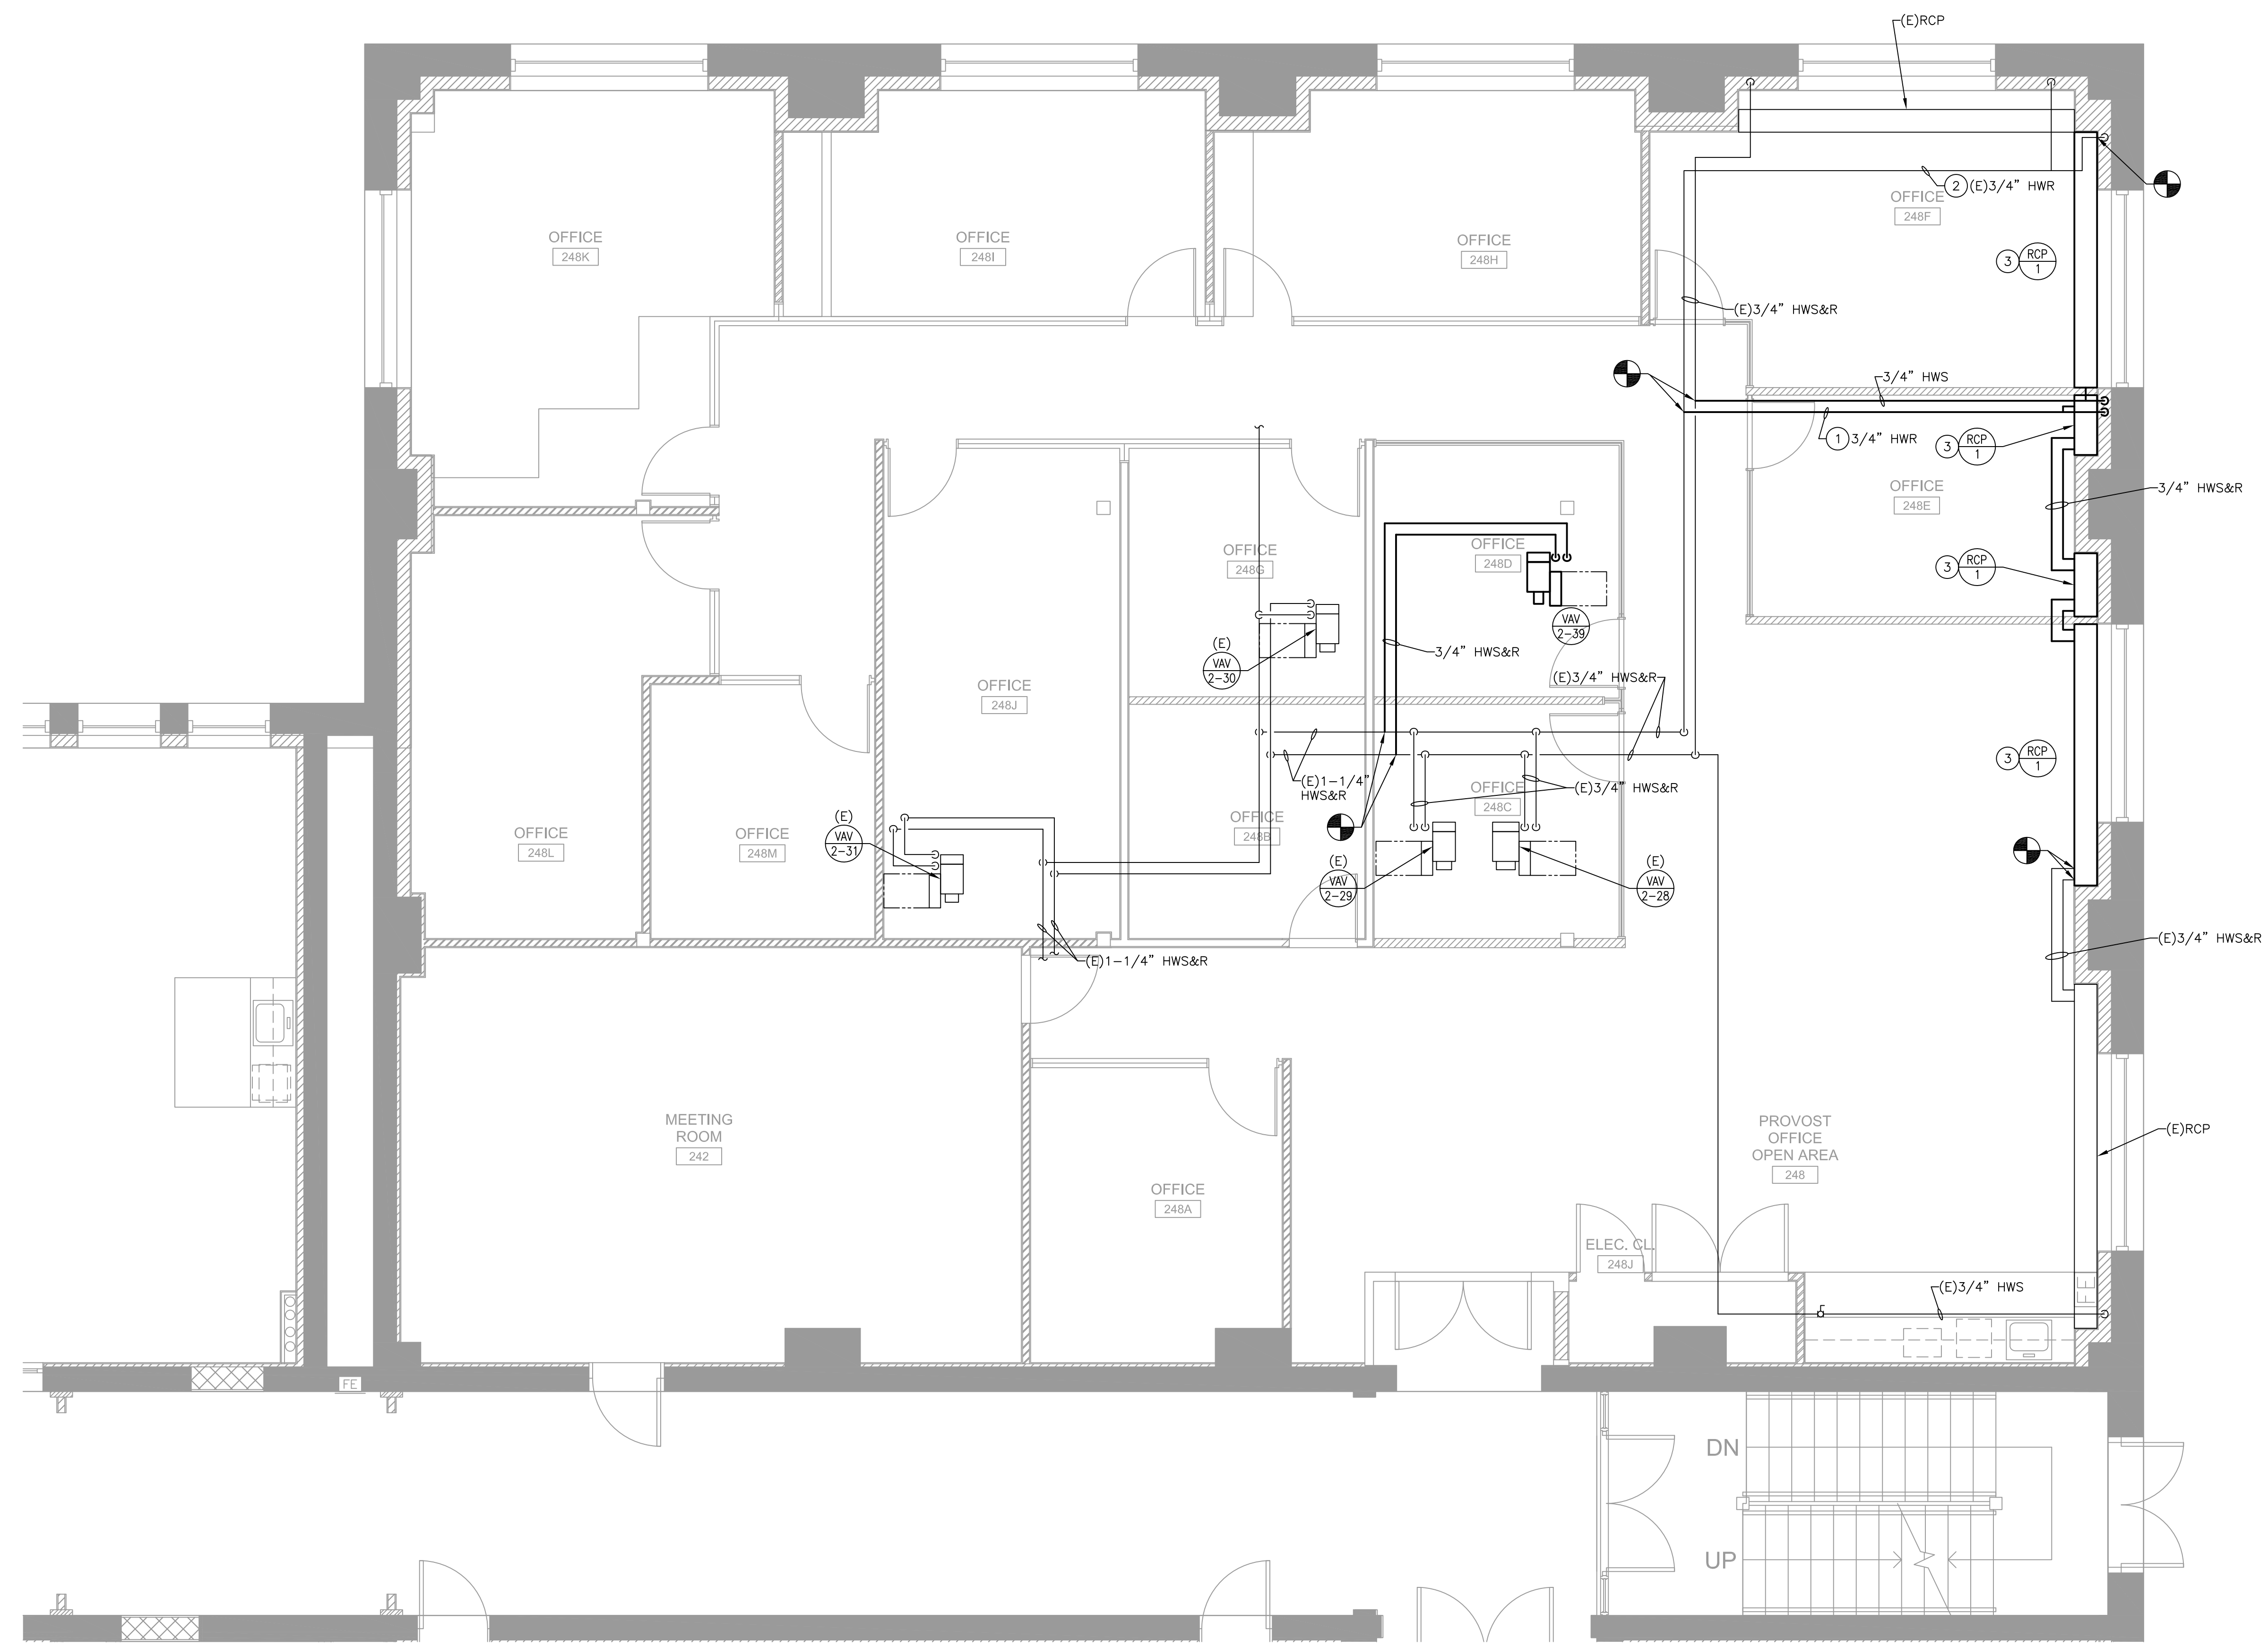 (E)RCP
2 (E)3/4" HWR
OFFICE
248F
OFFICE
248K
OFFICE
248I
OFFICE
248H
3 RCP
1
(E)3/4" HWS&R
3/4" HWS
1 3/4" HWR
3 RCP
1
OFFICE
248E
3/4" HWS&R
OFFICE
248G
OFFICE
248D
3 RCP
1
VAV
2-39
(E)
VAV
2-30
3/4" HWS&R
(E)3/4" HWS&R
OFFICE
248J
3 RCP
1
(E)1-1/4"
HWS&R
(E)3/4" HWS&R
OFFICE
248C
OFFICE
248B
(E)
VAV
2-31
OFFICE
248L
OFFICE
248M
(E)
VAV
2-29
(E)
VAV
2-28
(E)3/4" HWS&R
(E)1-1/4" HWS&R
MEETING
ROOM
242
PROVOST
OFFICE
OPEN AREA
248
(E)RCP
OFFICE
248A
ELEC. CL.
248J
(E)3/4" HWS
FE
DN
UP